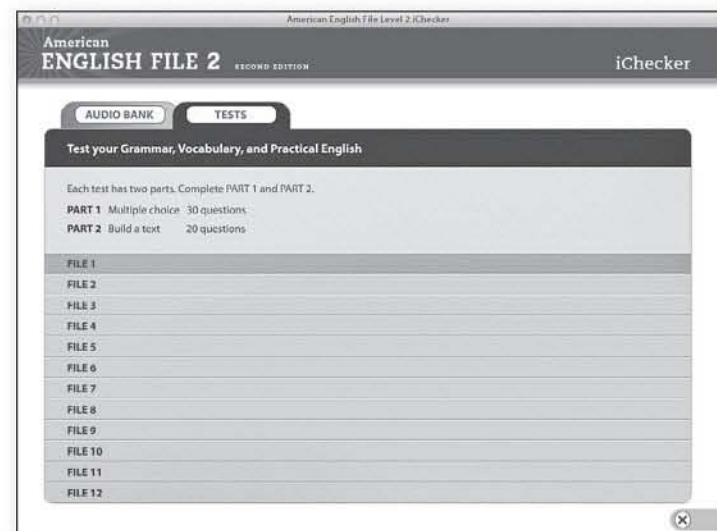 American English File Level 2 iChecker
American
ENGLISH FILE 2 SECOND EDITION
iChecker
AUDIO BANK
TESTS
Test your Grammar, Vocabulary, and Practical English
Each test has two parts. Complete PART 1 and PART 2.
PART 1 Multiple choice 30 questions
PART 2 Build a text 20 questions
FILE 1
FILE 2
FILE 3
FILE 4
FILE 5
FILE 6
FILE 7
FILE 8
FILE 9
FILE 10
FILE 11
FILE 12